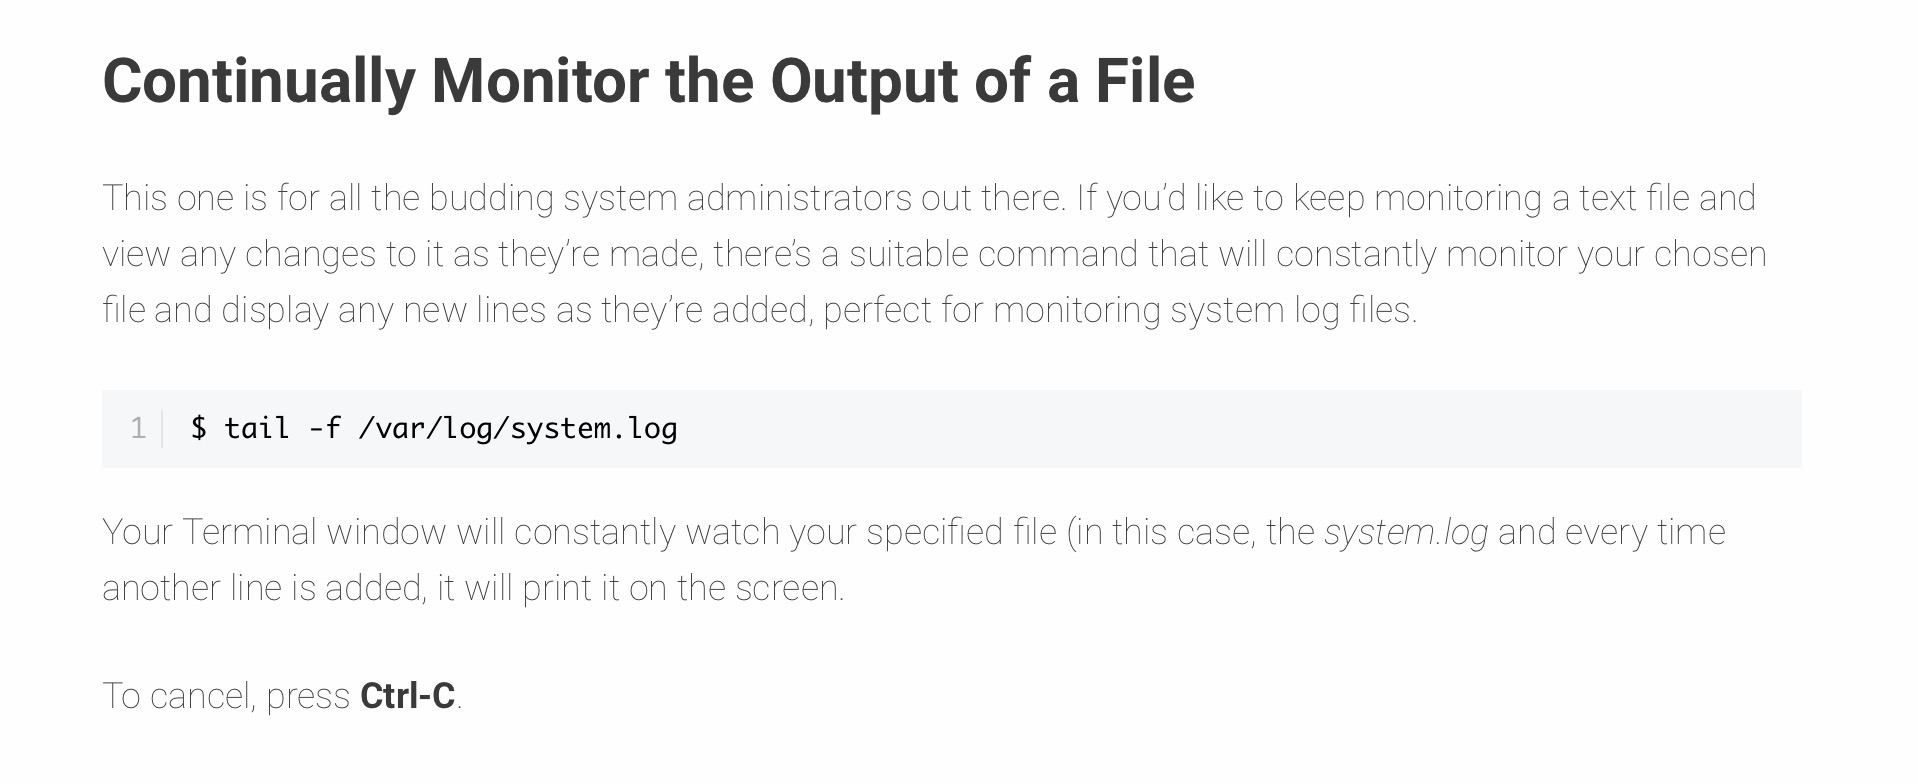 Continually Monitor the Output of a File
This one is for all the budding system administrators out there. If you’d like to keep monitoring a text file and
view any changes to it as they’re made, there’s a suitable command that will constantly monitor your chosen
file and display any new lines as they’re added, perfect for monitoring system log files.
1 $ tail -f /var/log/system.log
Your Terminal window will constantly watch your specified file (in this case, the system.log and every time
another line is added, it will print it on the screen.
To cancel, press Ctrl-C.